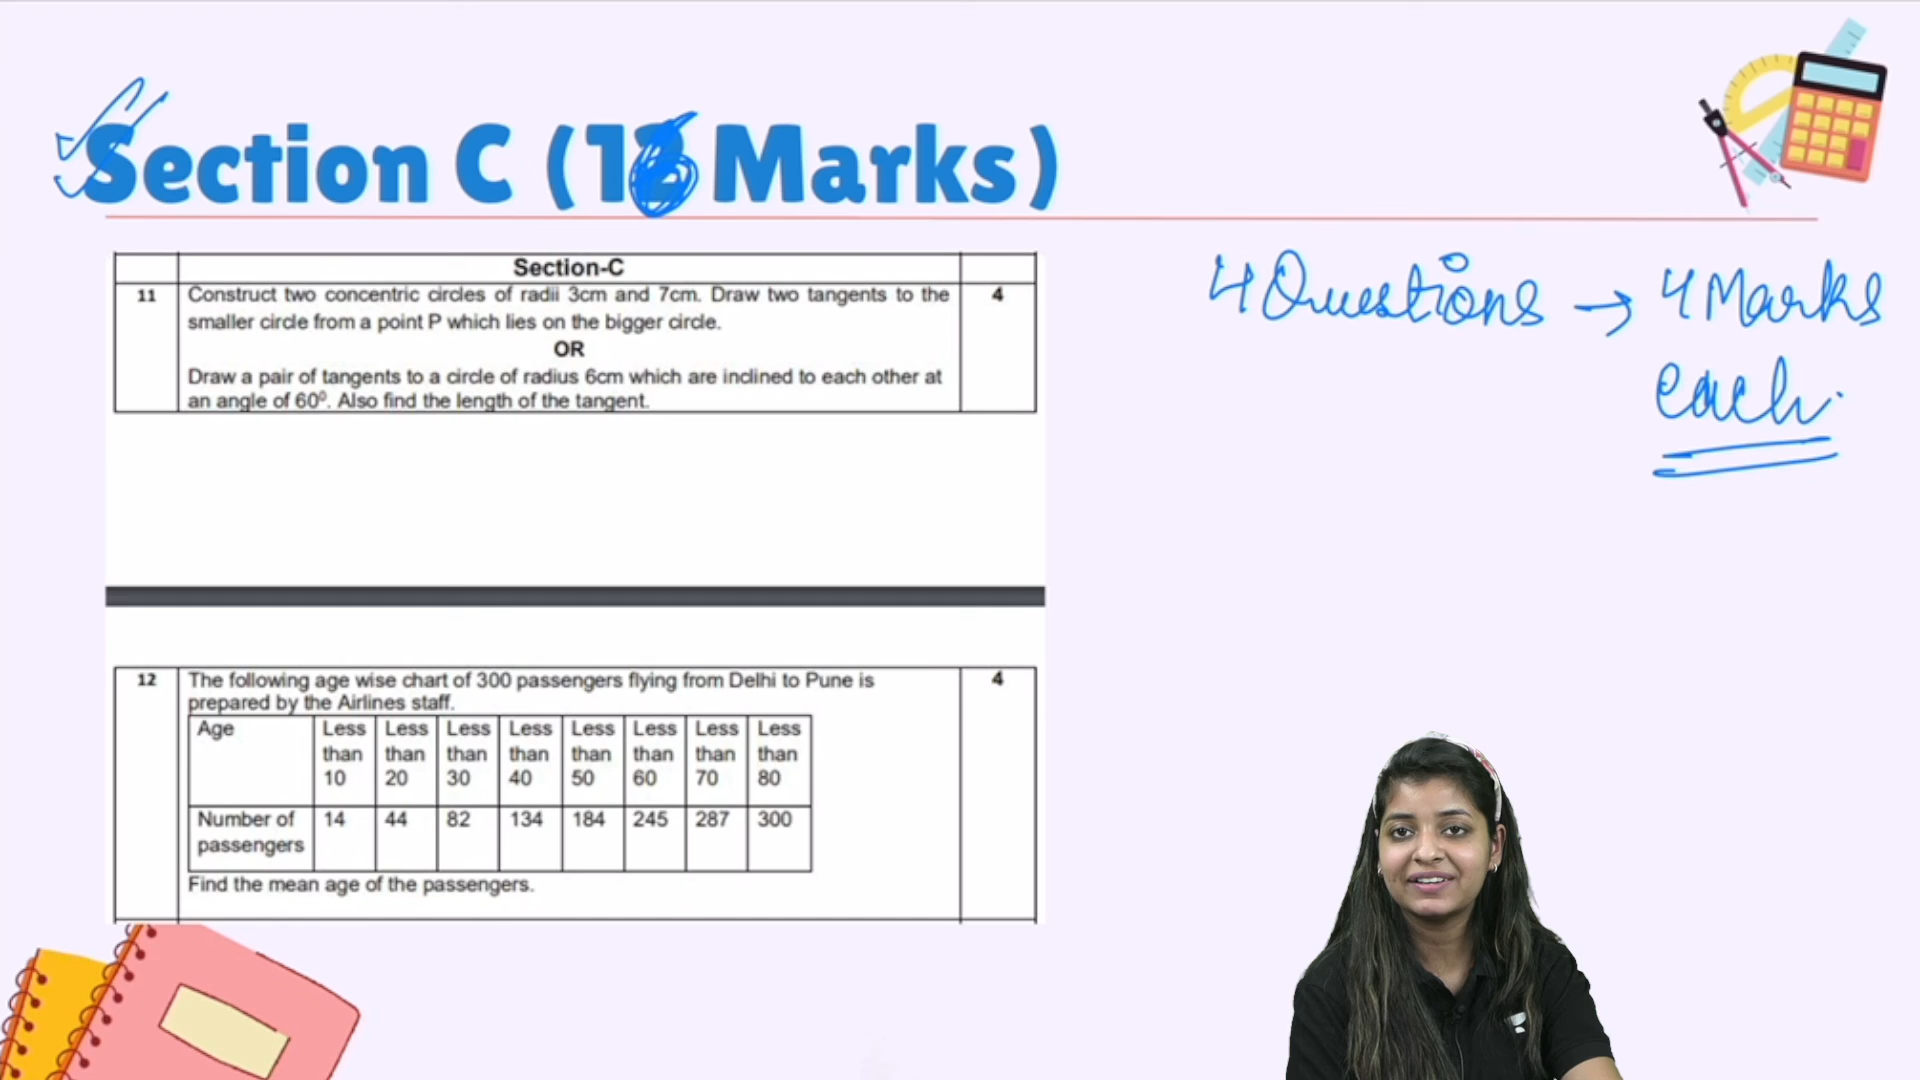 Section C (16 Marks)
4 Questions → 4 Marks
each.
Section-C
11 Construct two concentric circles of radii 3cm and 7cm. Draw two tangents to the 4
smaller circle from a point P which lies on the bigger circle.
OR
Draw a pair of tangents to a circle of radius 6cm which are inclined to each other at
an angle of 60⁰. Also find the length of the tangent.
12 The following age wise chart of 300 passengers flying from Delhi to Pune is 4
prepared by the Airlines staff.
Age Less Less Less Less Less Less Less Less
than than than than than than than than
10 20 30 40 50 60 70 80
Number of 14 44 82 134 184 245 287 300
passengers
Find the mean age of the passengers.